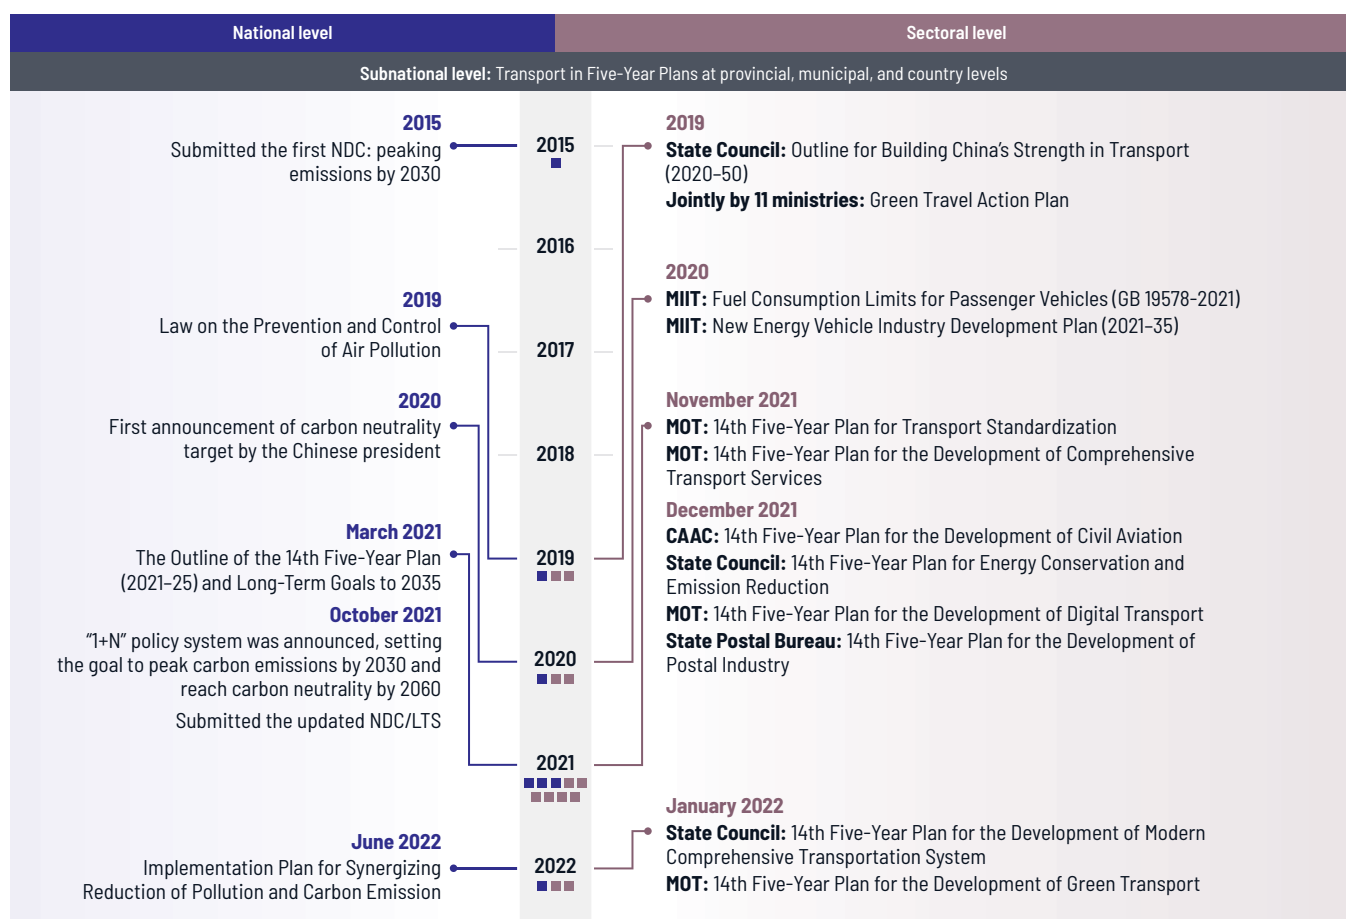 National level
Sectoral level
Subnational level: Transport in Five-Year Plans at provincial, municipal, and country levels
2015
Submitted the first NDC: peaking
emissions by 2030
2019
Law on the Prevention and Control
of Air Pollution
2020
First announcement of carbon neutrality
target by the Chinese president
March 2021
The Outline of the 14th Five-Year Plan
(2021–25) and Long-Term Goals to 2035
October 2021
“1+N” policy system was announced, setting
the goal to peak carbon emissions by 2030 and
reach carbon neutrality by 2060
Submitted the updated NDC/LTS
June 2022
Implementation Plan for Synergizing
Reduction of Pollution and Carbon Emission
2015
2016
2017
2018
2019
2020
2021
2022
2019
State Council: Outline for Building China’s Strength in Transport
(2020–50)
Jointly by 11 ministries: Green Travel Action Plan
2020
MIIT: Fuel Consumption Limits for Passenger Vehicles (GB 19578-2021)
MIIT: New Energy Vehicle Industry Development Plan (2021–35)
November 2021
MOT: 14th Five-Year Plan for Transport Standardization
MOT: 14th Five-Year Plan for the Development of Comprehensive
Transport Services
December 2021
CAAC: 14th Five-Year Plan for the Development of Civil Aviation
State Council: 14th Five-Year Plan for Energy Conservation and
Emission Reduction
MOT: 14th Five-Year Plan for the Development of Digital Transport
State Postal Bureau: 14th Five-Year Plan for the Development of
Postal Industry
January 2022
State Council: 14th Five-Year Plan for the Development of Modern
Comprehensive Transportation System
MOT: 14th Five-Year Plan for the Development of Green Transport